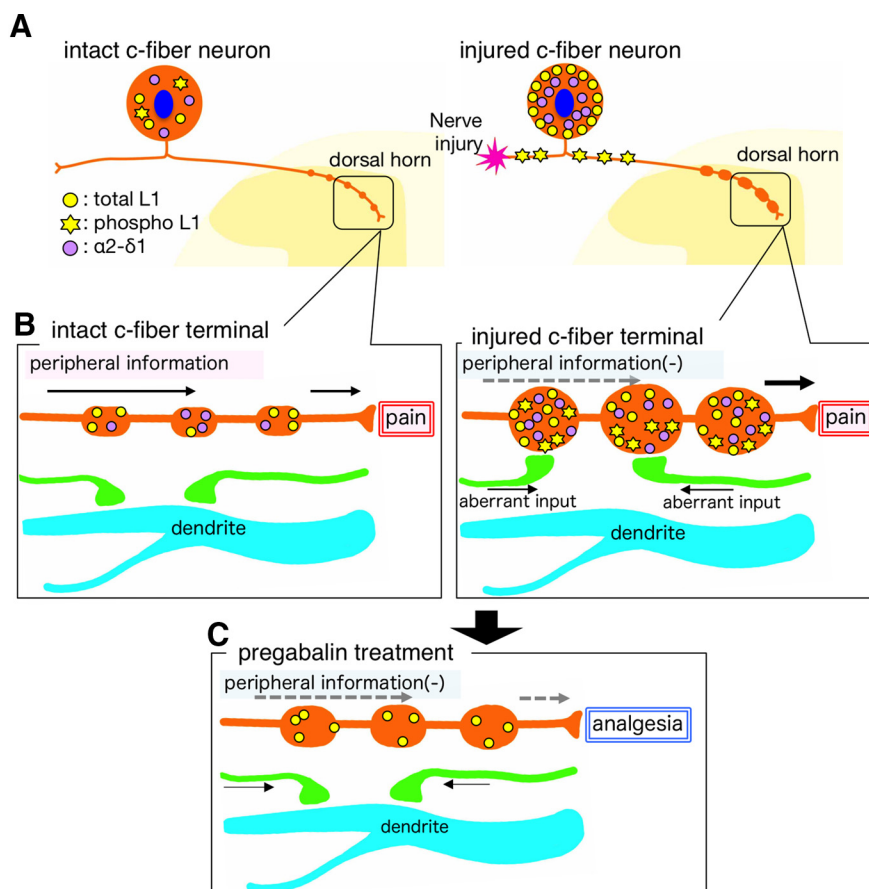 A
intact c-fiber neuron
injured c-fiber neuron
Nerve
injury
dorsal horn
dorsal horn
: total L1
: phospho L1
: α2-δ1
B
intact c-fiber terminal
injured c-fiber terminal
peripheral information
peripheral information(-)
pain
pain
aberrant input
aberrant input
dendrite
dendrite
C
pregabalin treatment
peripheral information(-)
analgesia
dendrite